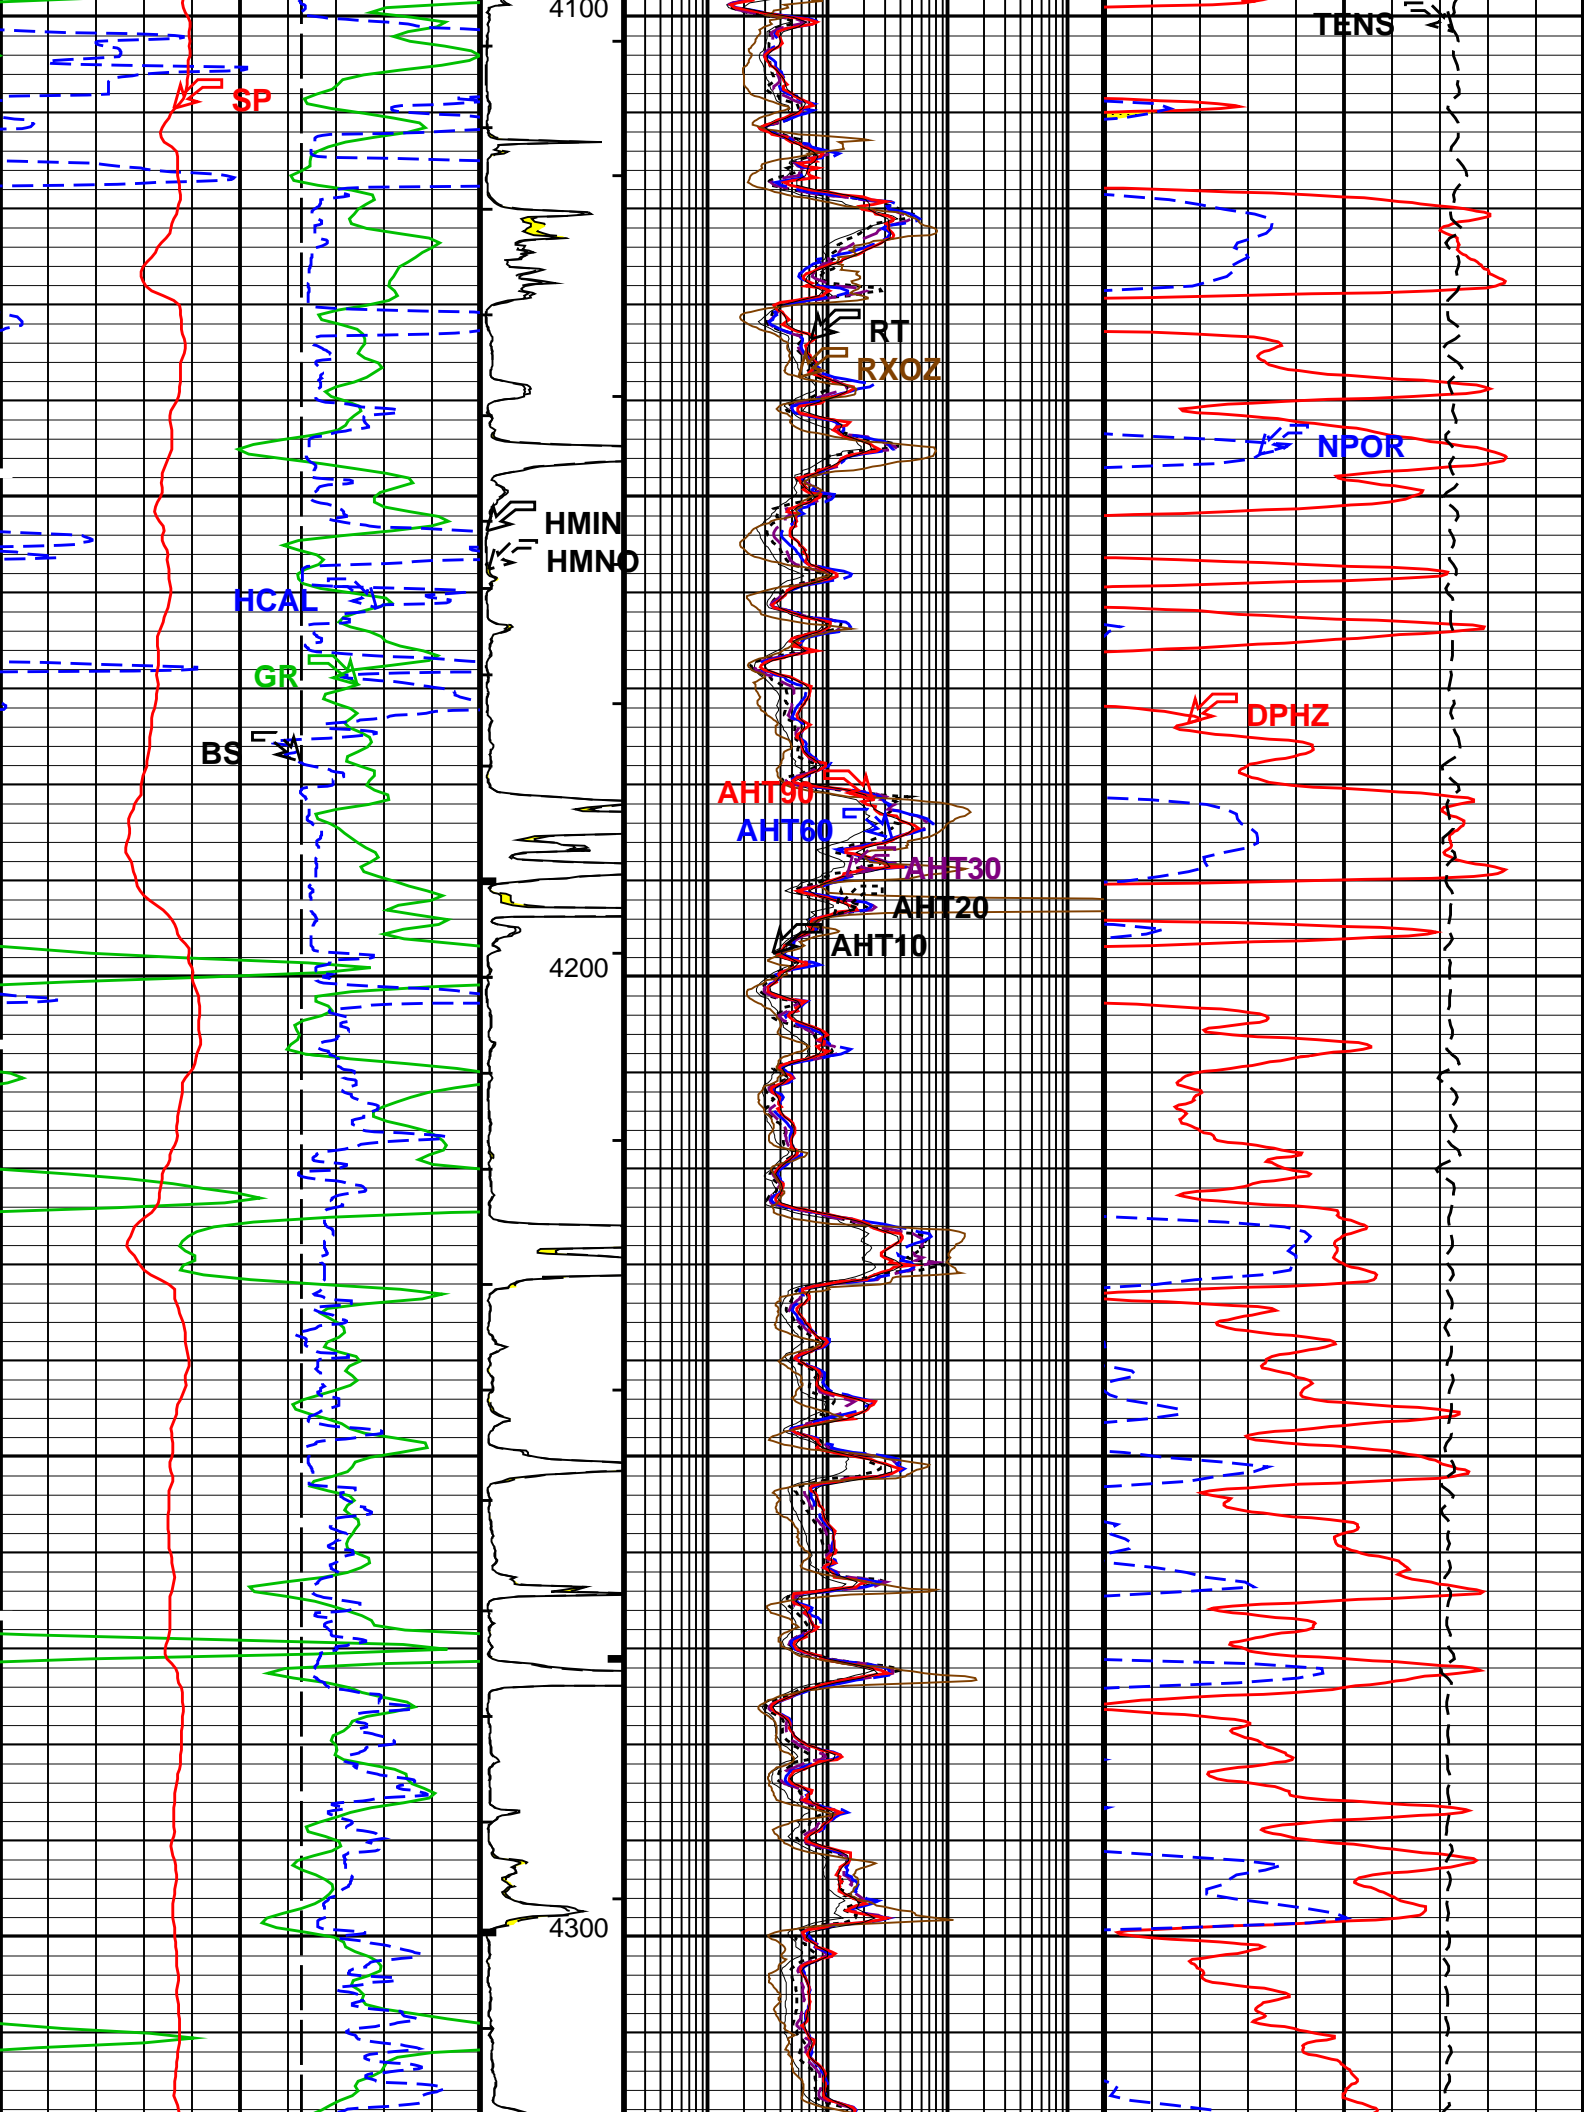 4100
TENS
SP
RT
RXOZ
NPOR
HMIN
HMNO
HCAL
GR
DPHZ
BS
AHT90
AHT60
AHT30
AHT20
AHT10
4200
4300